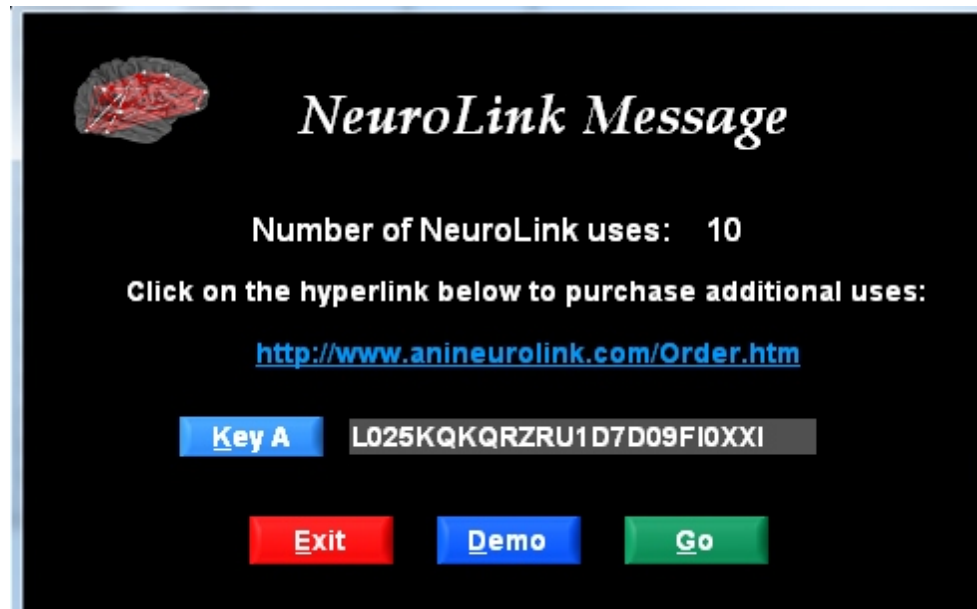 NeuroLink Message
Number of NeuroLink uses: 10
Click on the hyperlink below to purchase additional uses:
http://www.anineurolink.com/Order.htm
Key A L025KQKQRZRU1D7D09FI0XXI
Exit Demo Go